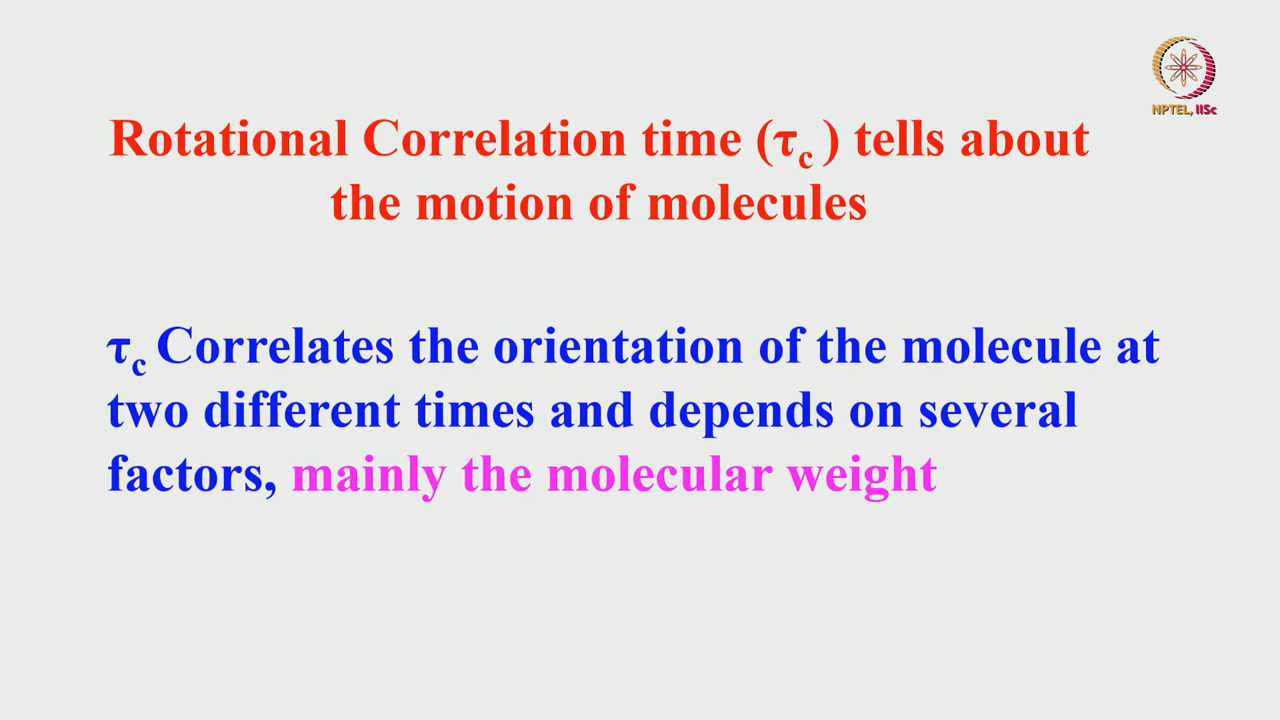 NPTEL, IISc
Rotational Correlation time (τc ) tells about
the motion of molecules
τc Correlates the orientation of the molecule at
two different times and depends on several
factors, mainly the molecular weight